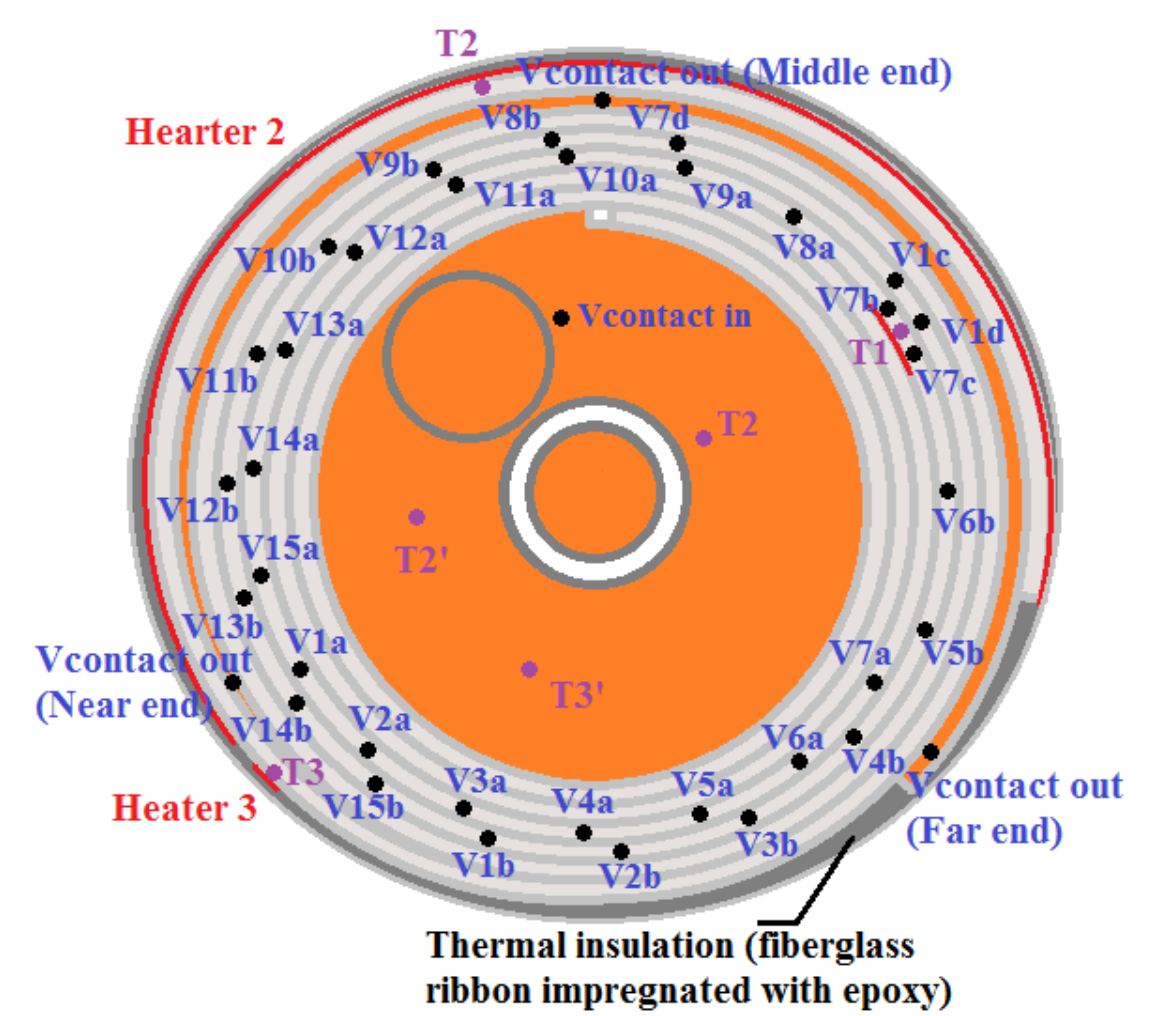 T2
Vcontact out (Middle end)
V8b
V7d
Hearter 2
V9b
V10a
V11a
V9a
V10b
V12a
V8a
V1c
V7b
Vcontact in
V13a
V1d
T1
V11b
V7c
T2
V14a
V12b
V6b
V15a
T2'
V13b
V1a
V7a
V5b
Vcontact out
(Near end)
T3'
V14b
V2a
V6a
V4b
T3
V3a
V5a
Vcontact out
(Far end)
Heater 3
V15b
V4a
V3b
V1b
V2b
Thermal insulation (fiberglass
ribbon impregnated with epoxy)